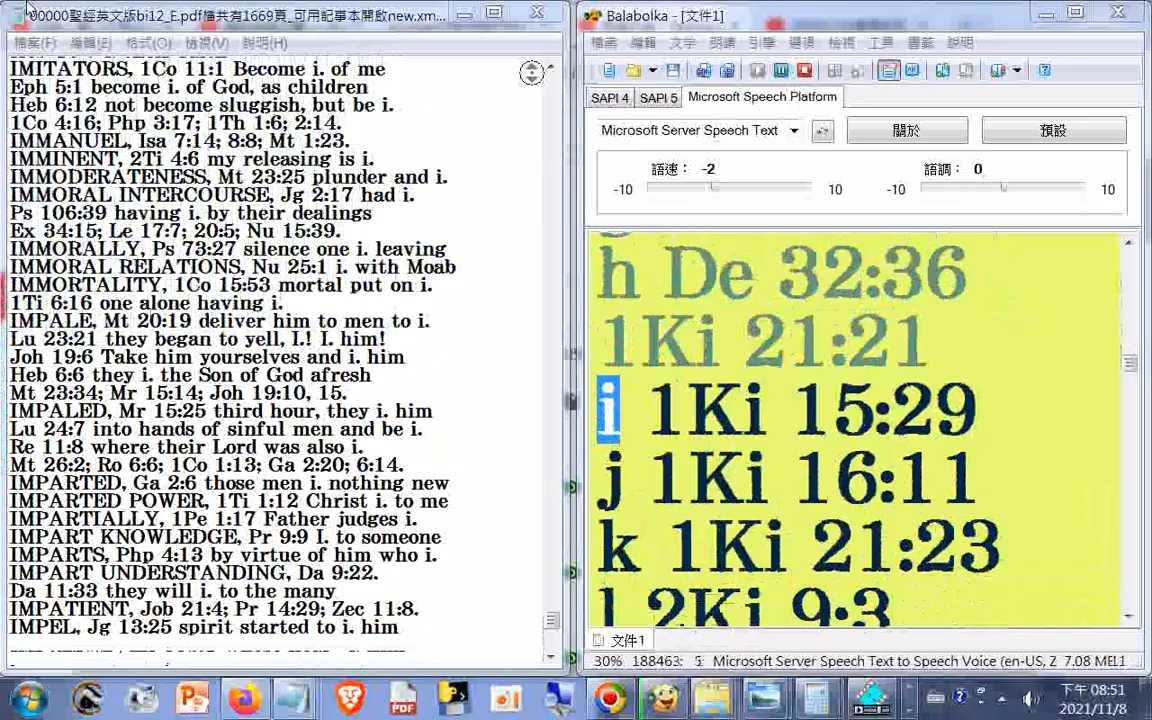 00000聖經英文版bi12_E.pdf檔共有1669頁_可用記事本開啟new.xm...
檔案(F) 編輯(E) 格式(O) 檢視(V) 說明(H)
IMITATORS, 1Co 11:1 Become i. of me
Eph 5:1 become i. of God, as children
Heb 6:12 not become sluggish, but be i.
1Co 4:16; Php 3:17; 1Th 1:6; 2:14.
IMMANUEL, Isa 7:14; 8:8; Mt 1:23.
IMMINENT, 2Ti 4:6 my releasing is i.
IMMODERATENESS, Mt 23:25 plunder and i.
IMMORAL INTERCOURSE, Jg 2:17 had i.
Ps 106:39 having i. by their dealings
Ex 34:15; Le 17:7; 20:5; Nu 15:39.
IMMORALLY, Ps 73:27 silence one i. leaving
IMMORAL RELATIONS, Nu 25:1 i. with Moab
IMMORTALITY, 1Co 15:53 mortal put on i.
1Ti 6:16 one alone having i.
IMPALE, Mt 20:19 deliver him to men to i.
Lu 23:21 they began to yell, I.! I. him!
Joh 19:6 Take him yourselves and i. him
Heb 6:6 they i. the Son of God afresh
Mt 23:34; Mr 15:14; Joh 19:10, 15.
IMPALED, Mr 15:25 third hour, they i. him
Lu 24:7 into hands of sinful men and be i.
Re 11:8 where their Lord was also i.
Mt 26:2; Ro 6:6; 1Co 1:13; Ga 2:20; 6:14.
IMPARTED, Ga 2:6 those men i. nothing new
IMPARTED POWER, 1Ti 1:12 Christ i. to me
IMPARTIALLY, 1Pe 1:17 Father judges i.
IMPART KNOWLEDGE, Pr 9:9 I. to someone
IMPARTS, Php 4:13 by virtue of him who i.
IMPART UNDERSTANDING, Da 9:22.
Da 11:33 they will i. to the many
IMPATIENT, Job 21:4; Pr 14:29; Zec 11:8.
IMPEL, Jg 13:25 spirit started to i. him
Balabolka - [文件1]
檔案 編輯 文字 朗讀 引擎 選項 檢視 工具 書籤 說明
SAPI 4 SAPI 5 Microsoft Speech Platform
Microsoft Server Speech Text 關於 預設
語速： -2 語調： 0
-10 10 -10 10
h De 32:36
1Ki 21:21
i 1Ki 15:29
j 1Ki 16:11
k 1Ki 21:23
l 2Ki 9:3
文件1
30% 188463: 5 Microsoft Server Speech Text to Speech Voice (en-US, Z 7.08 ME
PDF
下午 08:51
2021/11/8